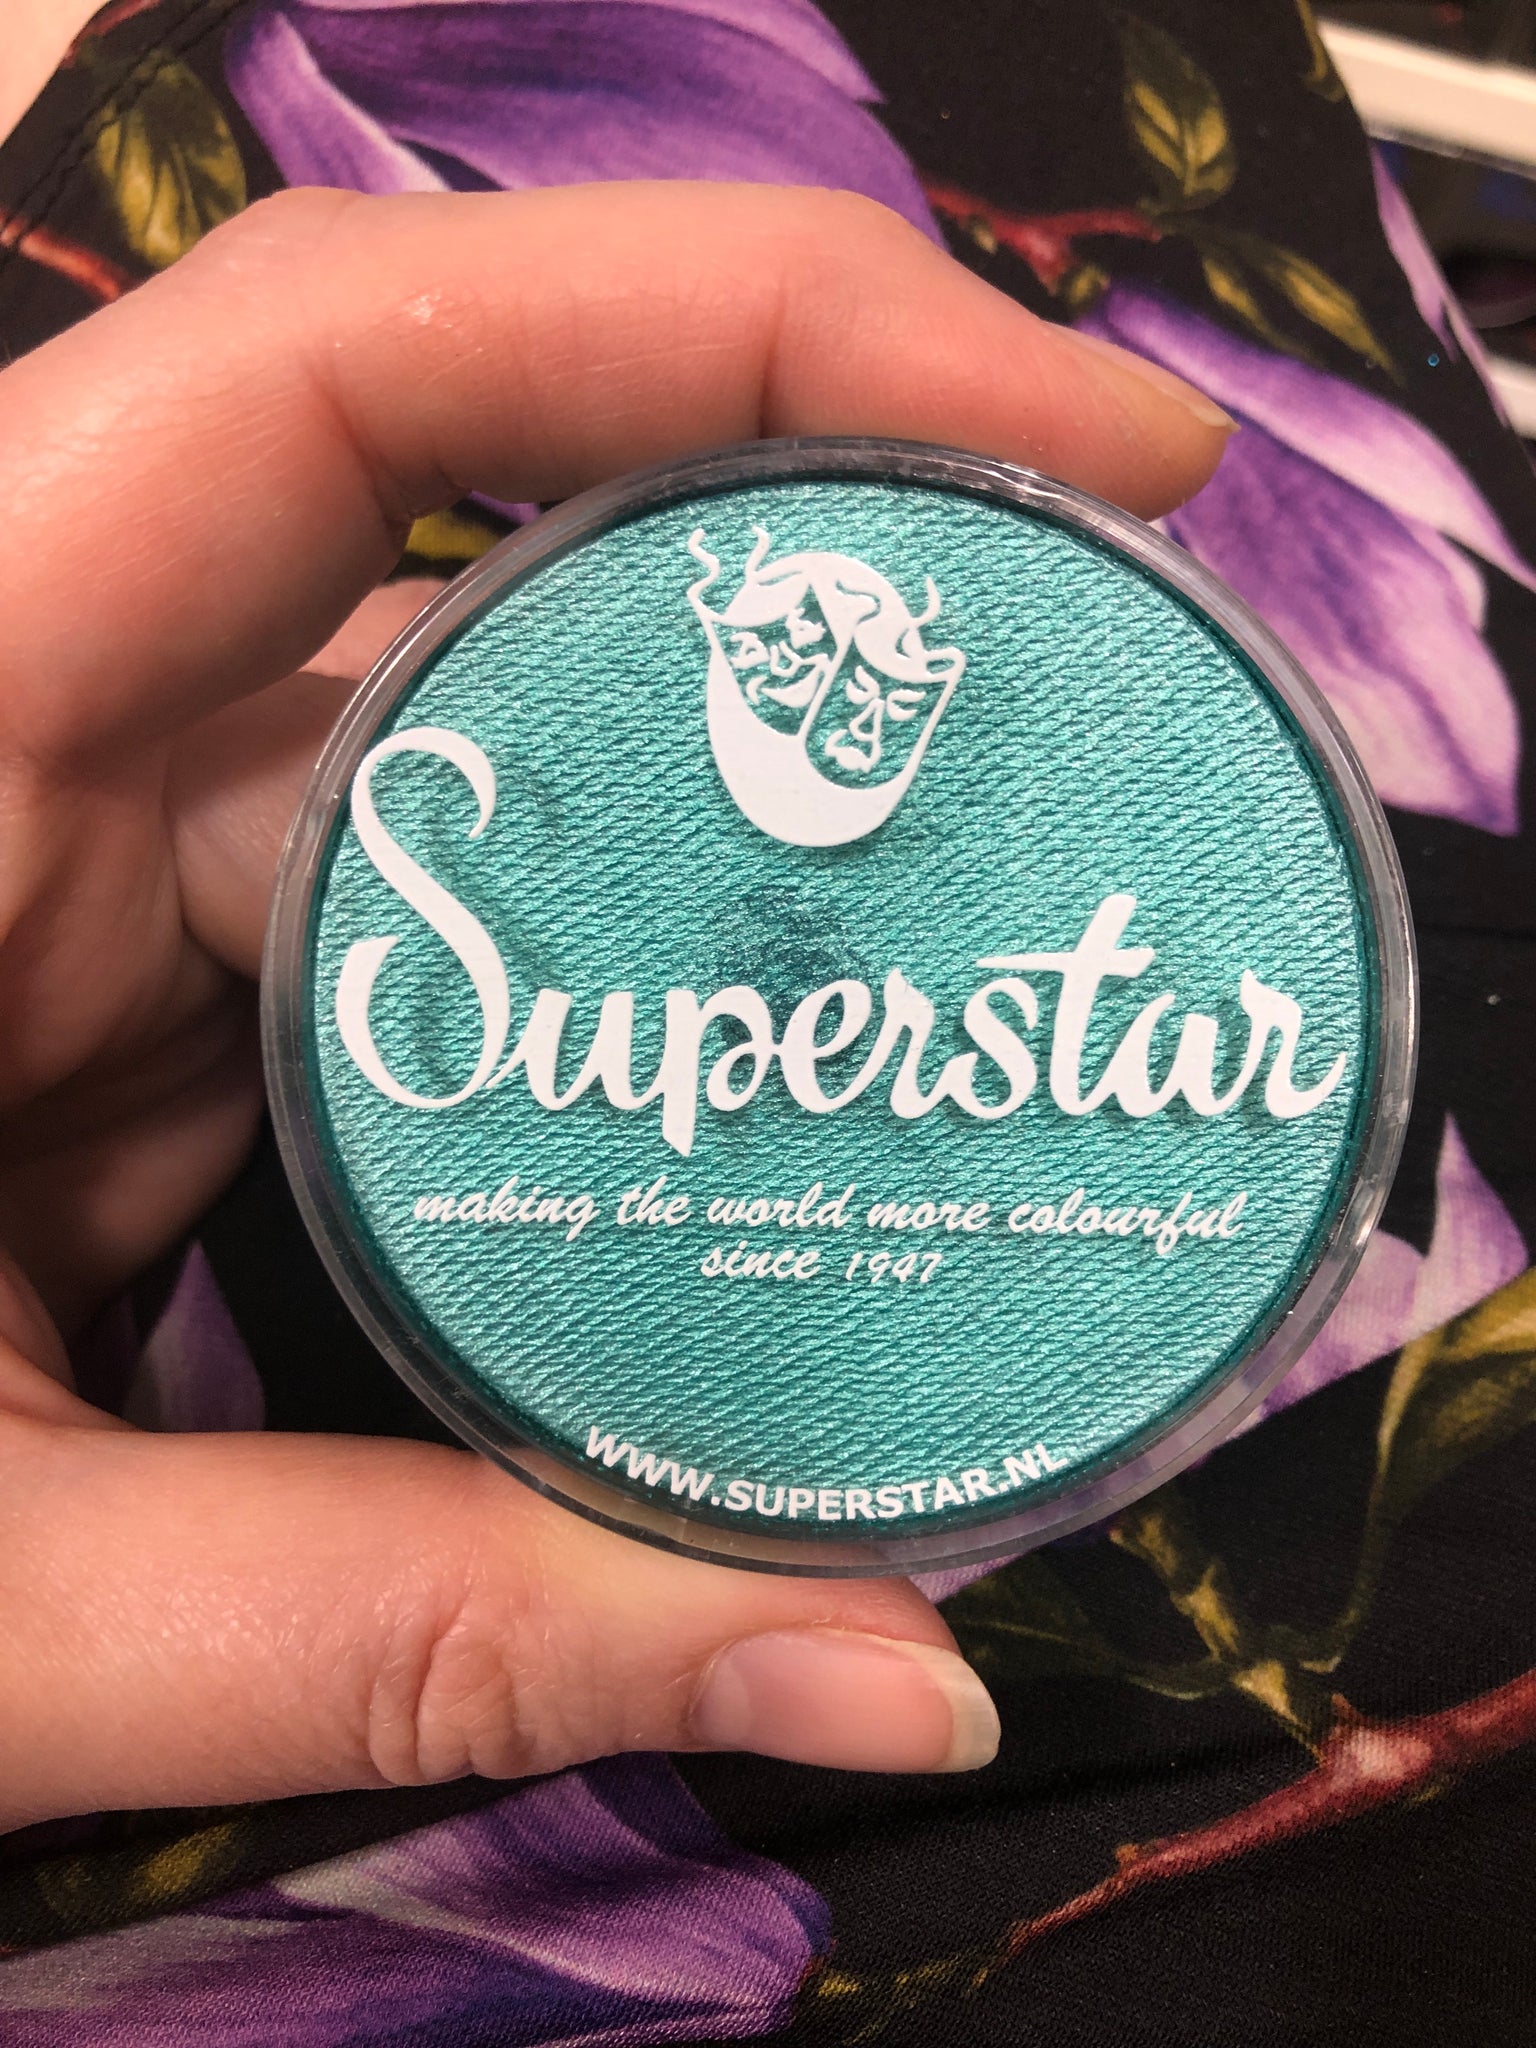 Superstar
making the world more colourful
since 1947
WWW.SUPERSTAR.NL